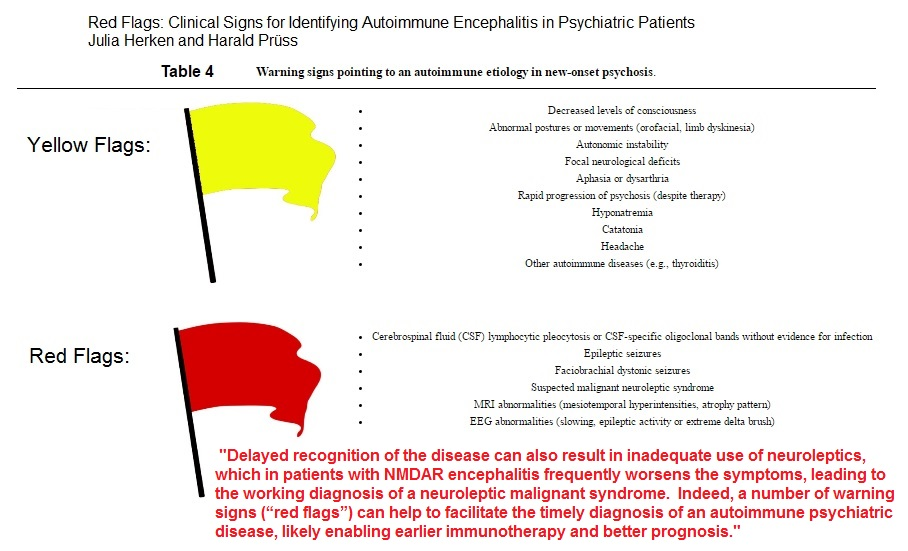 Red Flags: Clinical Signs for Identifying Autoimmune Encephalitis in Psychiatric Patients
Julia Herken and Harald Prüss
Table 4 Warning signs pointing to an autoimmune etiology in new-onset psychosis.
Yellow Flags:
• Decreased levels of consciousness
• Abnormal postures or movements (orofacial, limb dyskinesia)
• Autonomic instability
• Focal neurological deficits
• Aphasia or dysarthria
• Rapid progression of psychosis (despite therapy)
• Hyponatremia
• Catatonia
• Headache
• Other autoimmune diseases (e.g., thyroiditis)
Red Flags:
• Cerebrospinal fluid (CSF) lymphocytic pleocytosis or CSF-specific oligoclonal bands without evidence for infection
• Epileptic seizures
• Faciobrachial dystonic seizures
• Suspected malignant neuroleptic syndrome
• MRI abnormalities (mesiotemporal hyperintensities, atrophy pattern)
• EEG abnormalities (slowing, epileptic activity or extreme delta brush)
"Delayed recognition of the disease can also result in inadequate use of neuroleptics,
which in patients with NMDAR encephalitis frequently worsens the symptoms, leading to
the working diagnosis of a neuroleptic malignant syndrome. Indeed, a number of warning
signs (“red flags”) can help to facilitate the timely diagnosis of an autoimmune psychiatric
disease, likely enabling earlier immunotherapy and better prognosis."